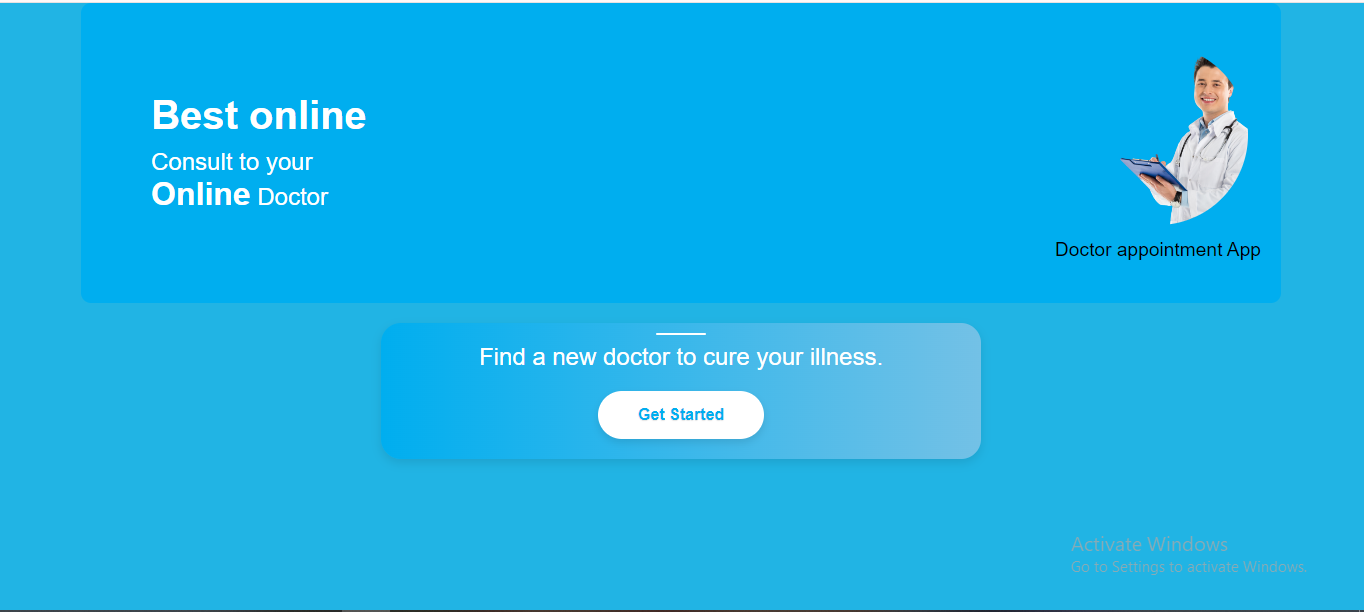 Best online
Consult to your
Online Doctor
Doctor appointment App
Find a new doctor to cure your illness.
Get Started
Activate Windows
Go to Settings to activate Windows.